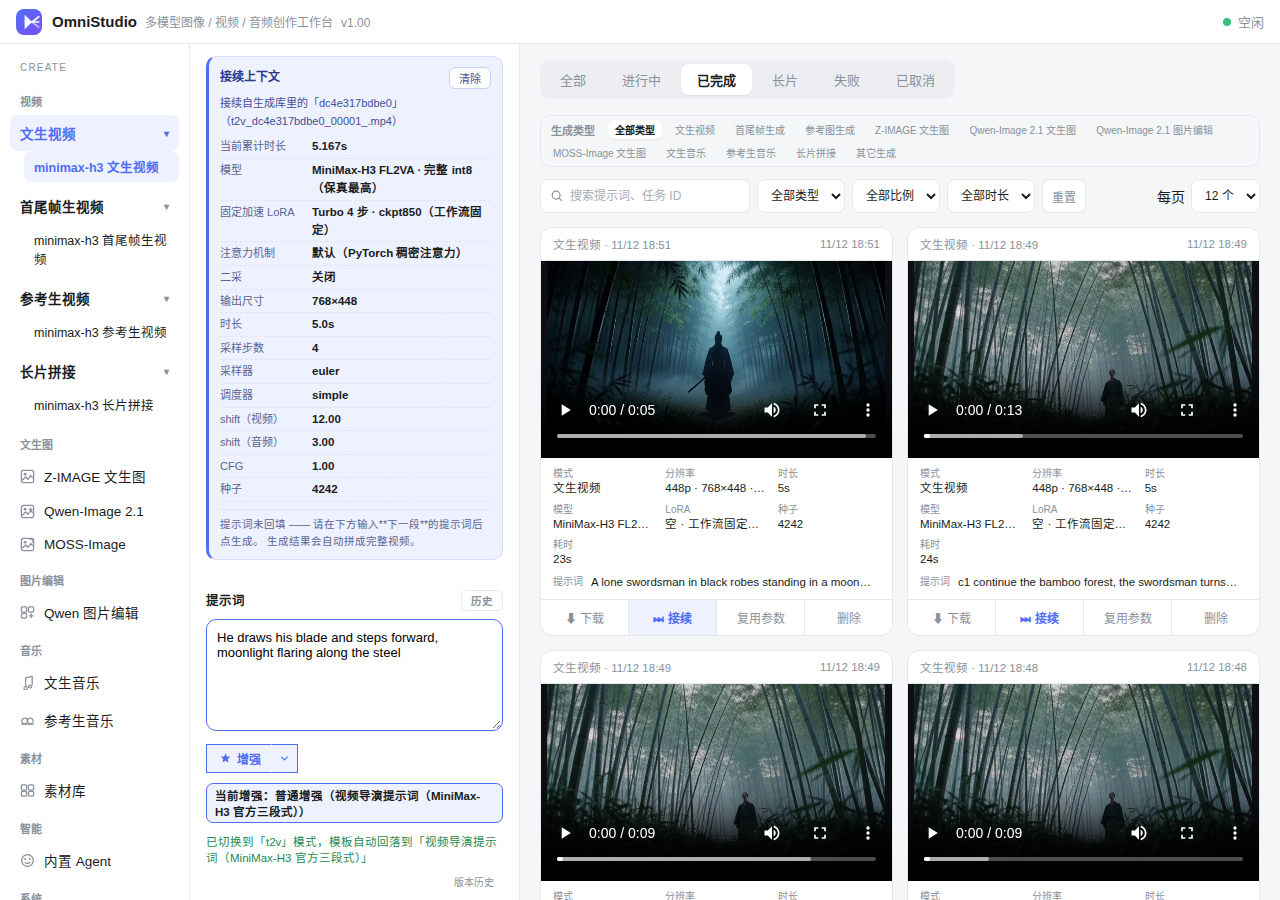 OmniStudio 多模型图像 / 视频 / 音频创作工作台 v1.00
空闲
CREATE
视频
文生视频
minimax-h3 文生视频
首尾帧生视频
minimax-h3 首尾帧生视
频
参考生视频
minimax-h3 参考生视频
长片拼接
minimax-h3 长片拼接
文生图
Z-IMAGE 文生图
Qwen-Image 2.1
MOSS-Image
图片编辑
Qwen 图片编辑
音乐
文生音乐
参考生音乐
素材
素材库
智能
内置 Agent
系统
接续上下文
清除
接续自生成库里的「dc4e317bdbe0」
（t2v_dc4e317bdbe0_00001_.mp4）
当前累计时长 5.167s
模型 MiniMax-H3 FL2VA · 完整 int8
（保真最高）
固定加速 LoRA Turbo 4 步 · ckpt850（工作流固
定）
注意力机制 默认（PyTorch 稠密注意力）
二采 关闭
输出尺寸 768×448
时长 5.0s
采样步数 4
采样器 euler
调度器 simple
shift（视频） 12.00
shift（音频） 3.00
CFG 1.00
种子 4242
提示词未回填 —— 请在下方输入**下一段**的提示词后
点生成。 生成结果会自动拼成完整视频。
提示词
历史
He draws his blade and steps forward,
moonlight flaring along the steel
增强
当前增强：普通增强（视频导演提示词（MiniMax-
H3 官方三段式））
已切换到「t2v」模式，模板自动回落到「视频导演提示
词（MiniMax-H3 官方三段式）」
版本历史
全部 进行中 已完成 长片 失败 已取消
生成类型 全部类型 文生视频 首尾帧生成 参考图生成 Z-IMAGE 文生图 Qwen-Image 2.1 文生图 Qwen-Image 2.1 图片编辑
MOSS-Image 文生图 文生音乐 参考生音乐 长片拼接 其它生成
搜索提示词、任务 ID 全部类型 全部比例 全部时长 重置 每页 12 个
文生视频 · 11/12 18:51 11/12 18:51
0:00 / 0:05
模式 分辨率 时长
文生视频 448p · 768×448 ·… 5s
模型 LoRA 种子
MiniMax-H3 FL2… 空 · 工作流固定… 4242
耗时
23s
提示词 A lone swordsman in black robes standing in a moon…
下载 接续 复用参数 删除
文生视频 · 11/12 18:49 11/12 18:49
0:00 / 0:13
模式 分辨率 时长
文生视频 448p · 768×448 ·… 5s
模型 LoRA 种子
MiniMax-H3 FL2… 空 · 工作流固定… 4242
耗时
24s
提示词 c1 continue the bamboo forest, the swordsman turns…
下载 接续 复用参数 删除
文生视频 · 11/12 18:49 11/12 18:49
0:00 / 0:09
模式 分辨率 时长
文生视频 · 11/12 18:48 11/12 18:48
0:00 / 0:09
模式 分辨率 时长